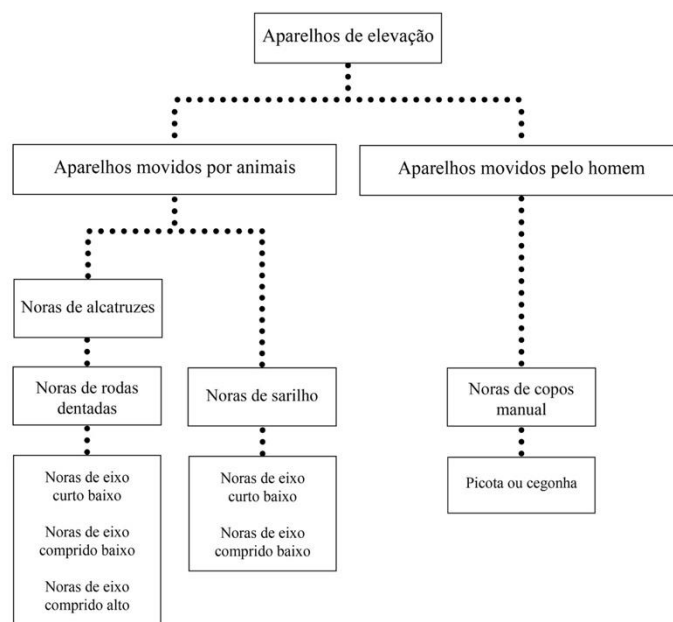 Aparelhos de elevação
Aparelhos movidos por animais
Aparelhos movidos pelo homem
Noras de alcatruzes
Noras de rodas
dentadas
Noras de sarilho
Noras de copos
manual
Noras de eixo
curto baixo
Noras de eixo
comprido baixo
Noras de eixo
comprido alto
Noras de eixo
curto baixo
Noras de eixo
comprido baixo
Picota ou cegonha